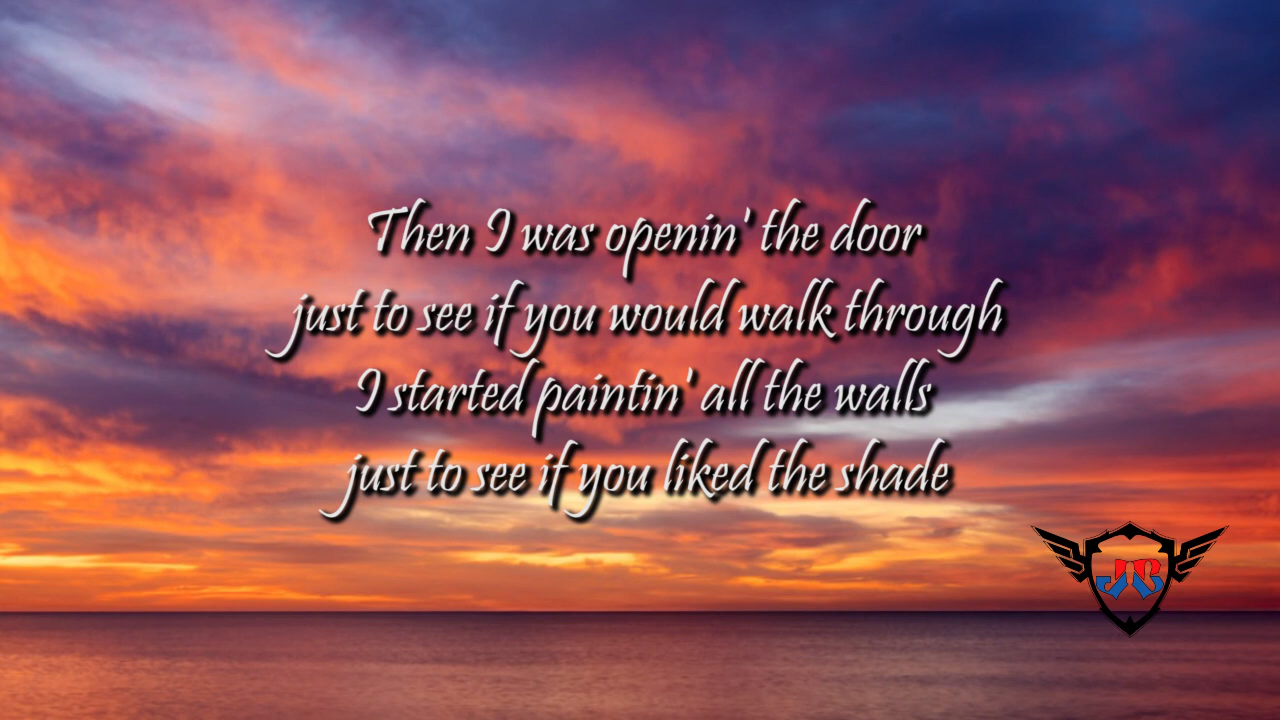 Then I was openin' the door
just to see if you would walk through
I started paintin' all the walls
just to see if you liked the shade
JTB